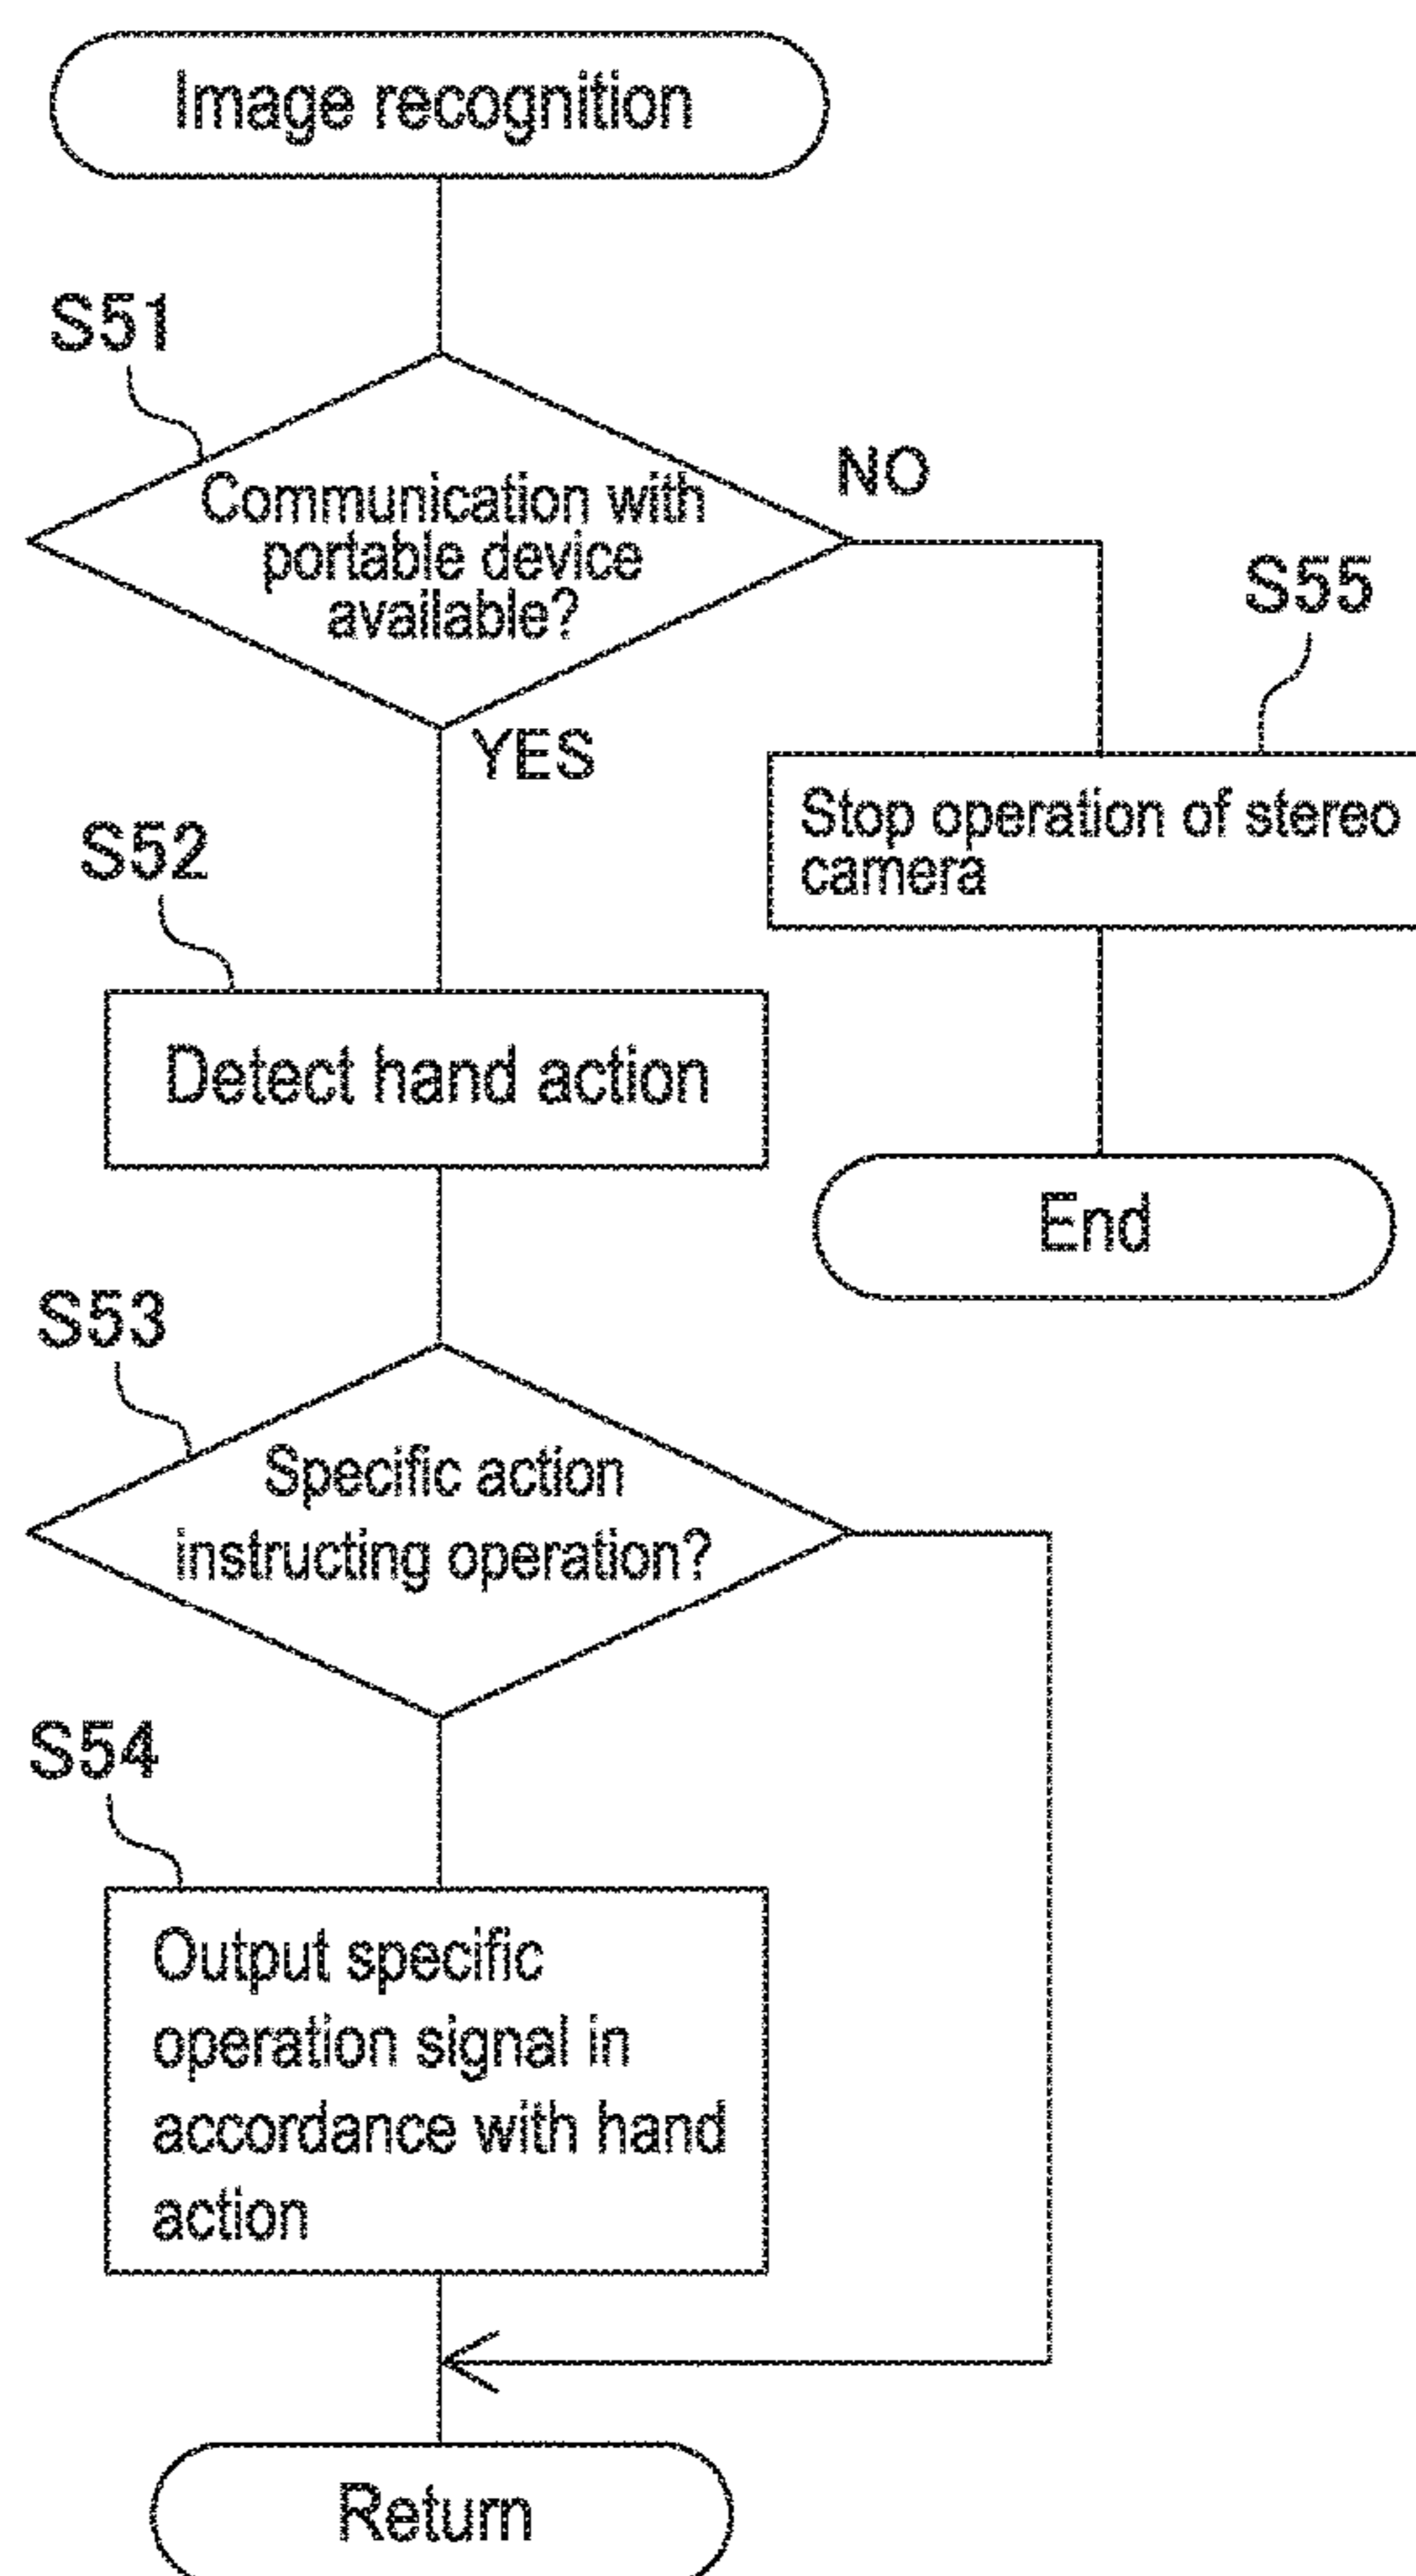 Image recognition
S51
Communication with
portable device
available?
NO
YES
S55
Stop operation of stereo
camera
S52
Detect hand action
End
S53
Specific action
instructing operation?
S54
Output specific
operation signal in
accordance with hand
action
Return